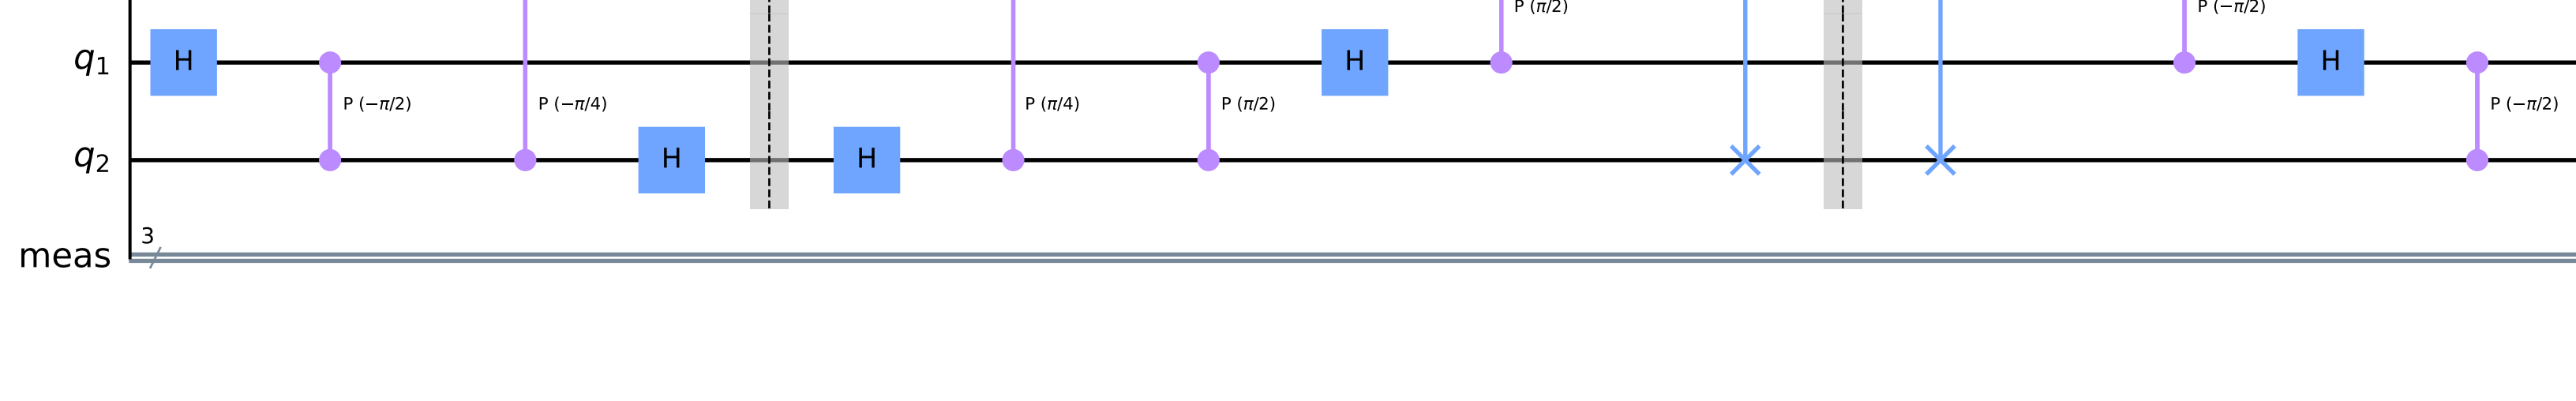 P (π/2)
P (−π/2)
q1 H H H
P (−π/2) P (−π/4) P (π/4) P (π/2) P (−π/2)
q2 H H
3
meas